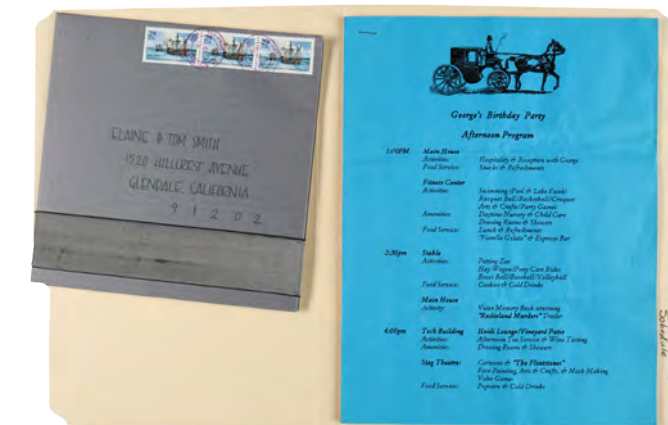 ELAINE & TOM SMITH
1520 HILLCREST AVENUE
GLENDALE, CALIFORNIA
9 1 2 0 2
George's Birthday Party
Afternoon Program
1:00PM Main House
Activities: Hospitality & Reception with George
Food Service: Snacks & Refreshments
Fitness Center
Activities: Swimming (Pool & Lake Ewok)
Racquet Ball/Basketball/Croquet
Arts & Crafts/Party Games
Amenities: Daytime Nursery & Child Care
Dressing Rooms & Showers
Food Service: Lunch & Refreshments
"Fiorello Gelato" & Espresso Bar
2:30pm Stable
Activities: Petting Zoo
Hay Wagon/Pony Cart Rides
Bocci Ball/Baseball/Volleyball
Food Service: Cookies & Cold Drinks
Main House
Activity: Video Memory Book screening
"Radioland Murders" Trailer
4:00pm Tech Building Heidi Lounge/Vineyard Patio
Activities: Afternoon Tea Service & Wine Tasting
Amenities: Dressing Rooms & Showers
Stag Theatre: Cartoons & "The Flintstones"
Face Painting, Arts & Crafts, & Mask Making
Video Games
Food Service: Popcorn & Cold Drinks
Schedule